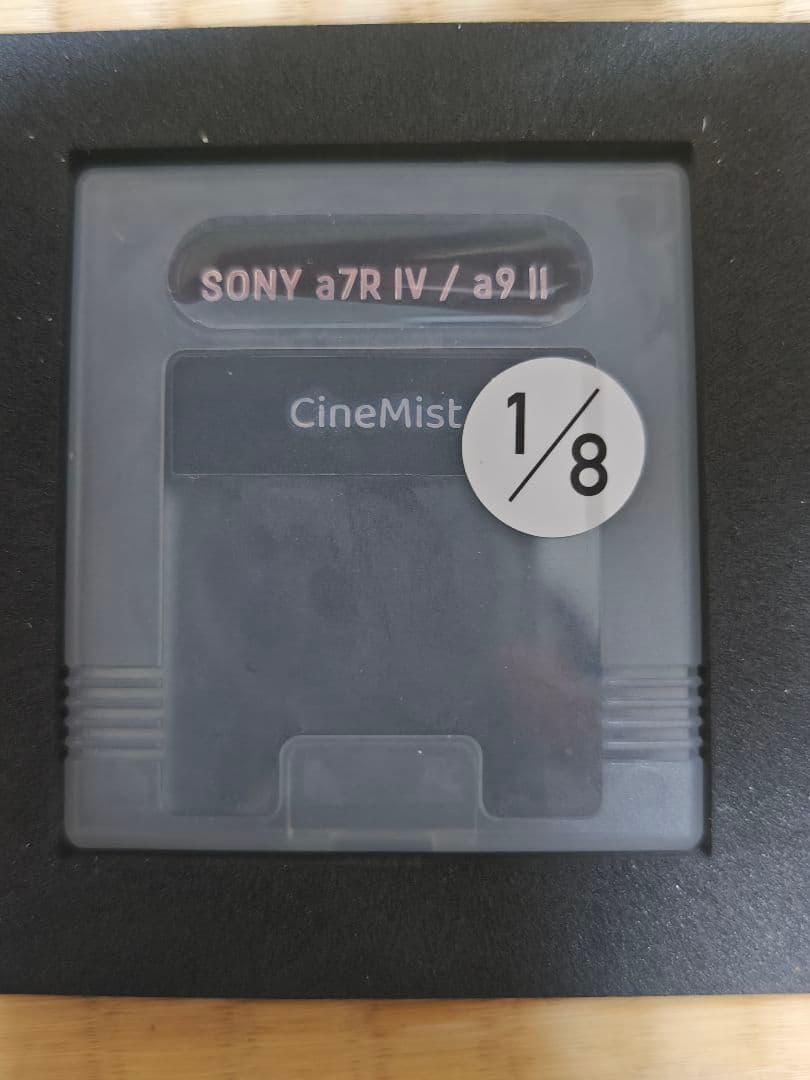 SONY a7R IV / a9 II
CineMist
1/8